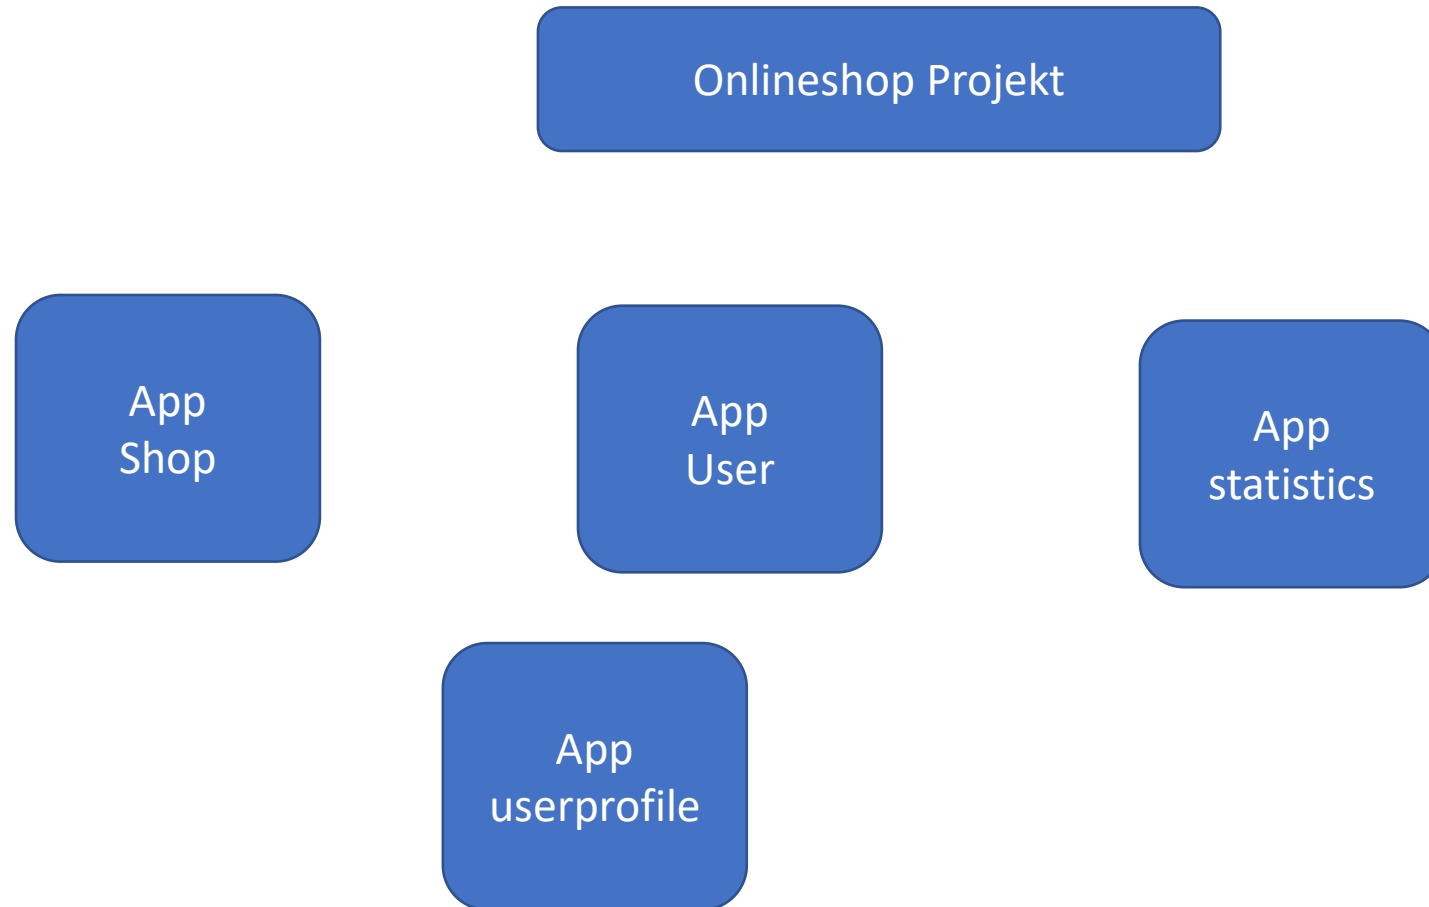 Onlineshop Projekt
App
Shop
App
User
App
statistics
App
userprofile